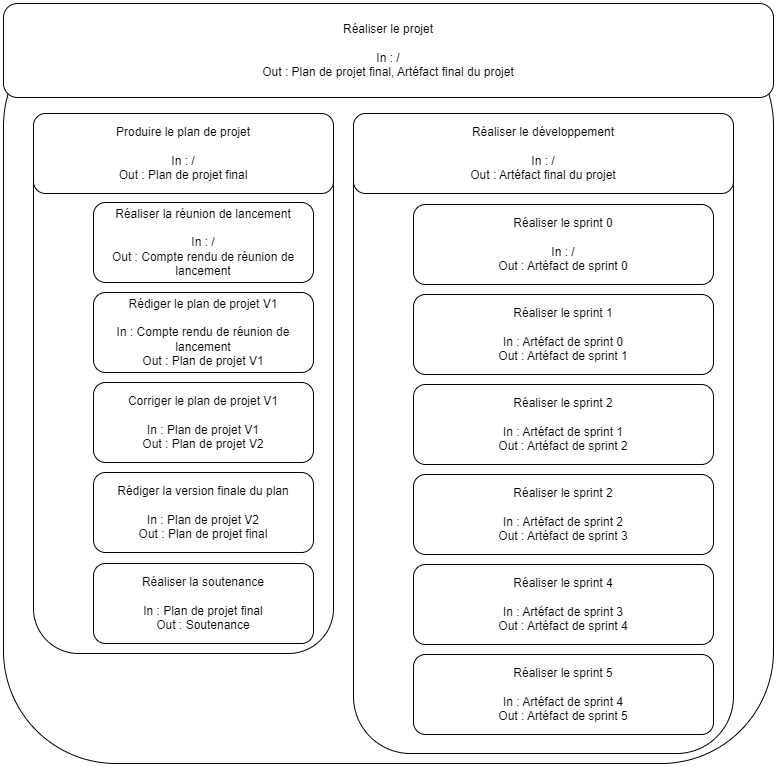 Réaliser le projet
In : /
Out : Plan de projet final, Artéfact final du projet
Produire le plan de projet
In : /
Out : Plan de projet final
Réaliser la réunion de lancement
In : /
Out : Compte rendu de réunion de
lancement
Rédiger le plan de projet V1
In : Compte rendu de réunion de
lancement
Out : Plan de projet V1
Corriger le plan de projet V1
In : Plan de projet V1
Out : Plan de projet V2
Rédiger la version finale du plan
In : Plan de projet V2
Out : Plan de projet final
Réaliser la soutenance
In : Plan de projet final
Out : Soutenance
Réaliser le développement
In : /
Out : Artéfact final du projet
Réaliser le sprint 0
In : /
Out : Artéfact de sprint 0
Réaliser le sprint 1
In : Artéfact de sprint 0
Out : Artéfact de sprint 1
Réaliser le sprint 2
In : Artéfact de sprint 1
Out : Artéfact de sprint 2
Réaliser le sprint 2
In : Artéfact de sprint 2
Out : Artéfact de sprint 3
Réaliser le sprint 4
In : Artéfact de sprint 3
Out : Artéfact de sprint 4
Réaliser le sprint 5
In : Artéfact de sprint 4
Out : Artéfact de sprint 5